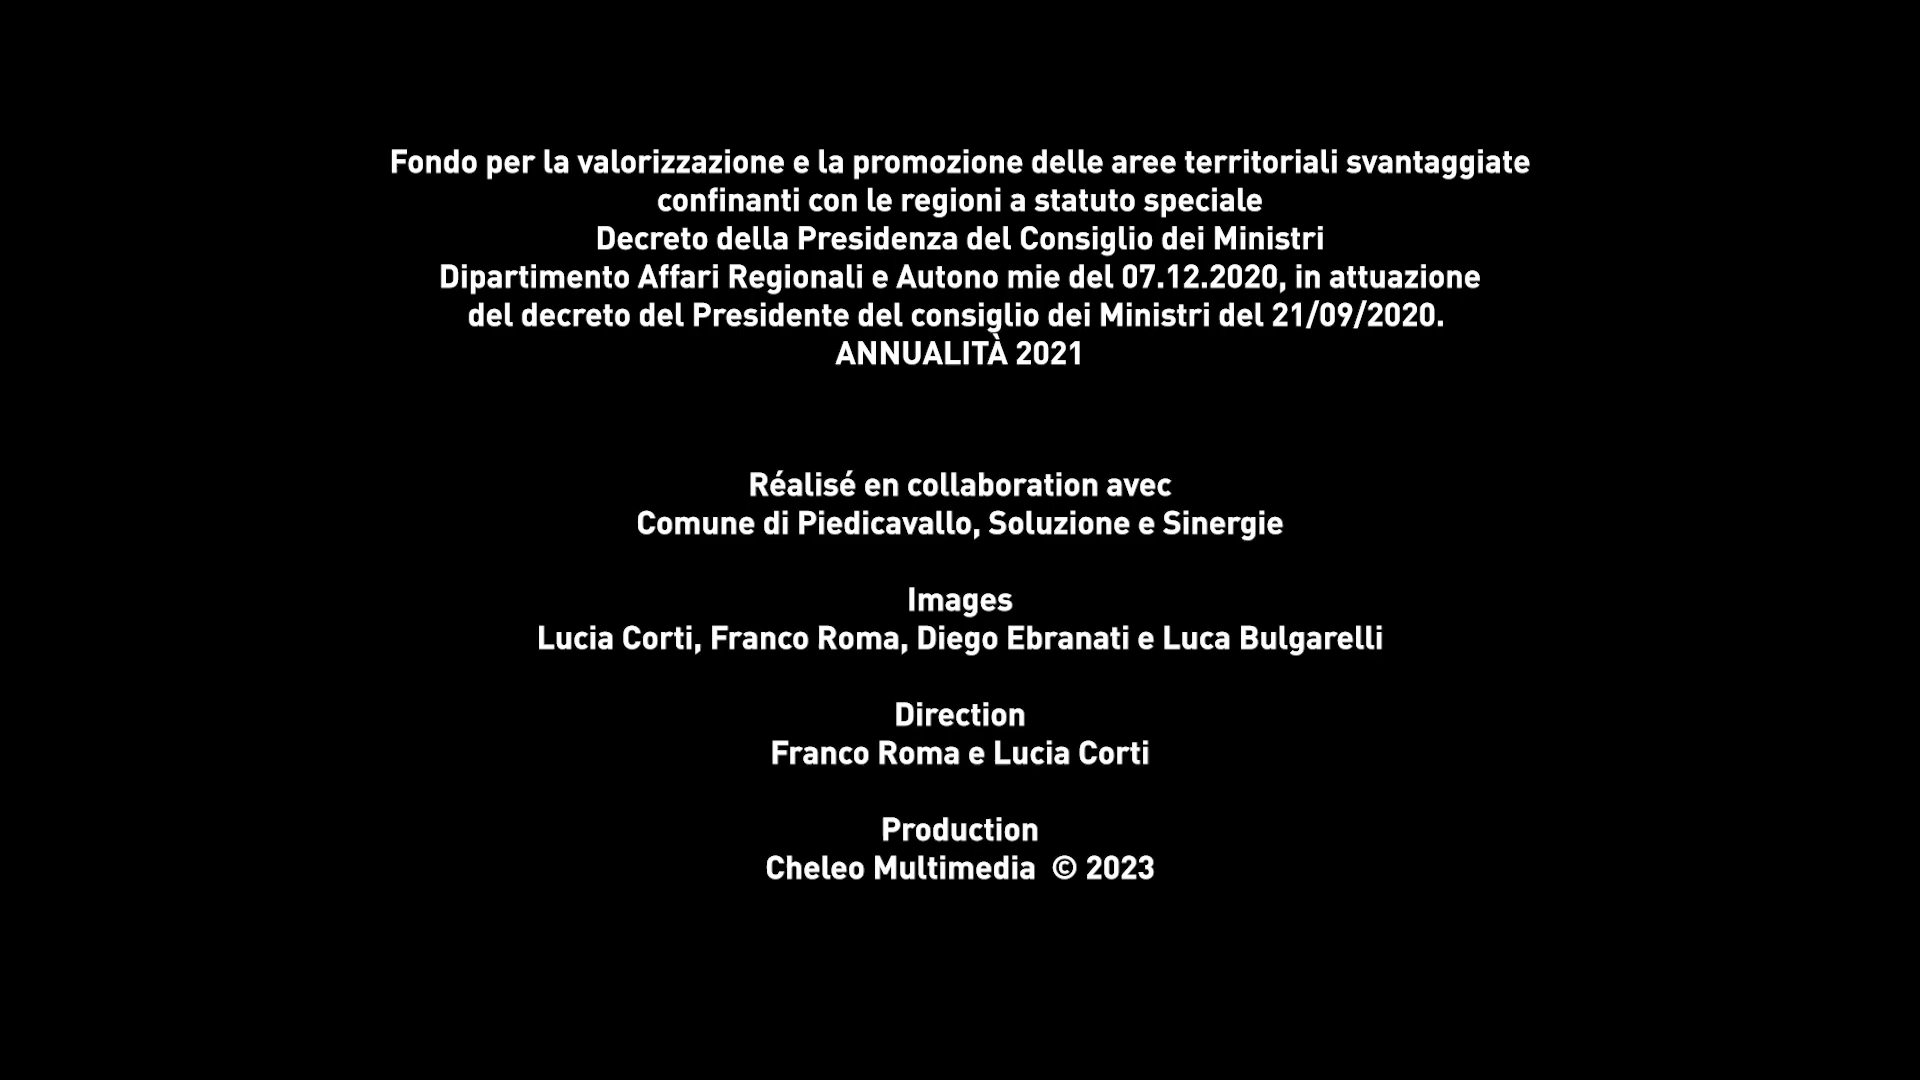 Fondo per la valorizzazione e la promozione delle aree territoriali svantaggiate
confinanti con le regioni a statuto speciale
Decreto della Presidenza del Consiglio dei Ministri
Dipartimento Affari Regionali e Autono mie del 07.12.2020, in attuazione
del decreto del Presidente del consiglio dei Ministri del 21/09/2020.
ANNUALITÀ 2021
Réalisé en collaboration avec
Comune di Piedicavallo, Soluzione e Sinergie
Images
Lucia Corti, Franco Roma, Diego Ebranati e Luca Bulgarelli
Direction
Franco Roma e Lucia Corti
Production
Cheleo Multimedia © 2023